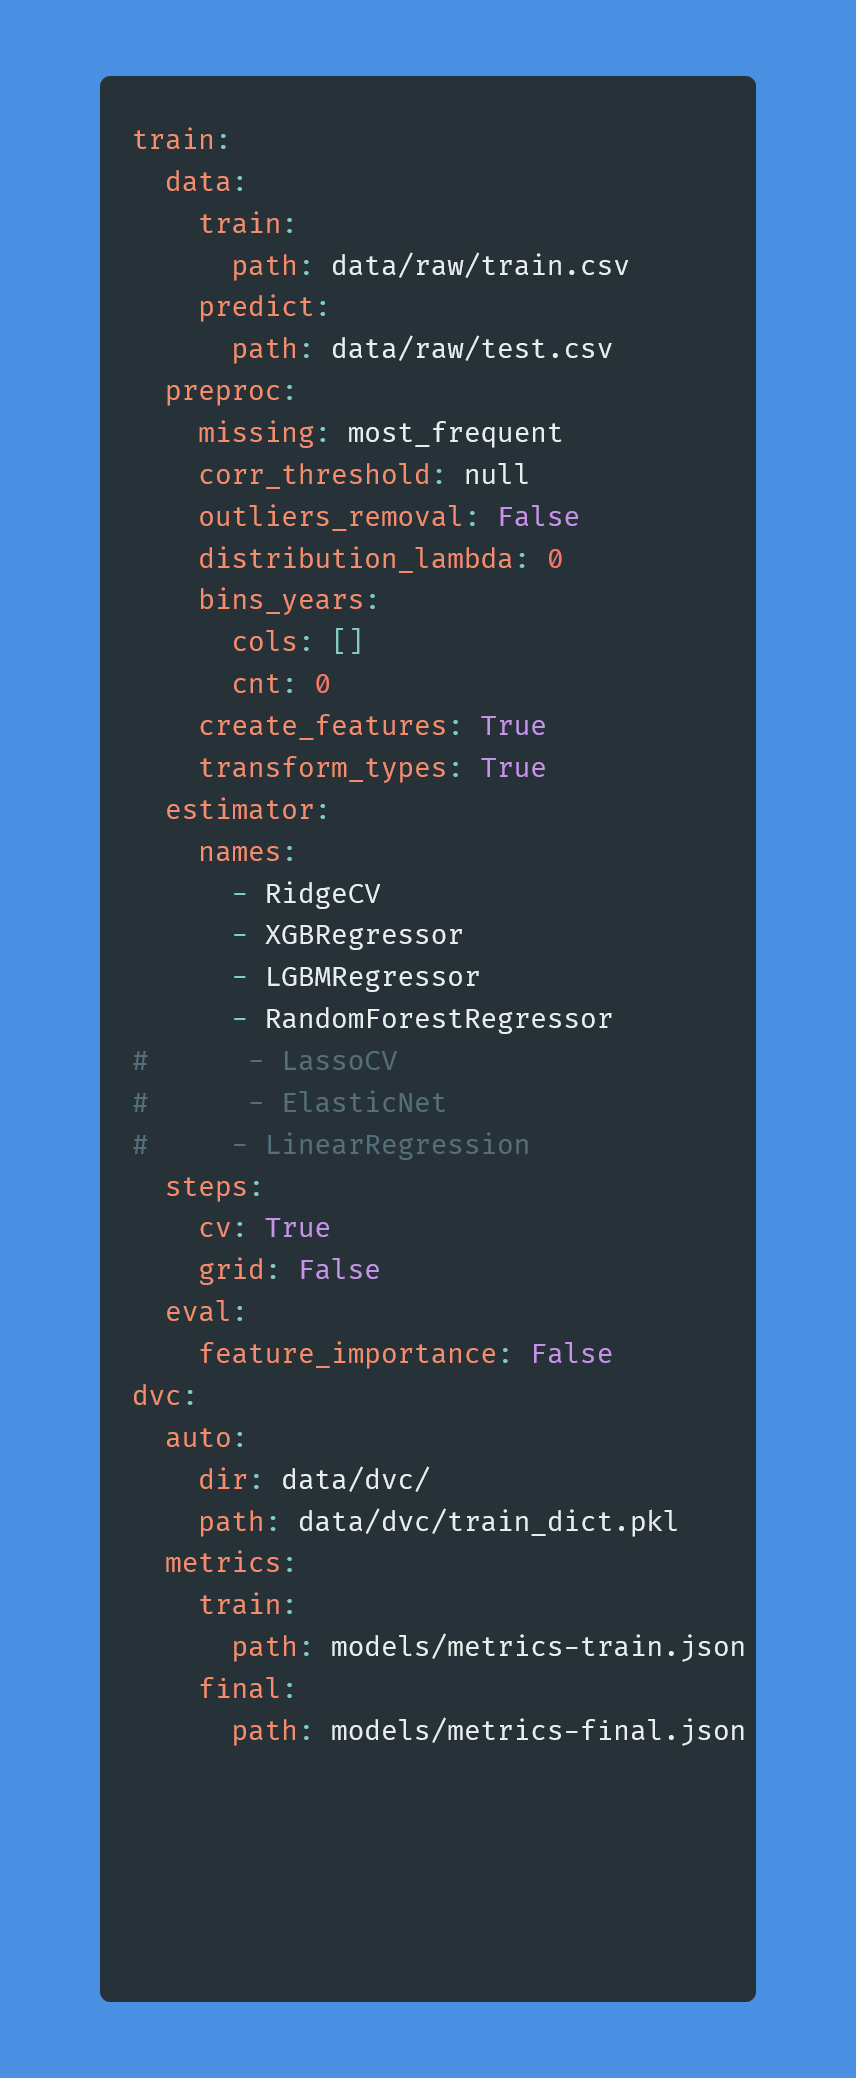 train:
  data:
    train:
      path: data/raw/train.csv
    predict:
      path: data/raw/test.csv
  preproc:
    missing: most_frequent
    corr_threshold: null
    outliers_removal: False
    distribution_lambda: 0
    bins_years:
      cols: []
      cnt: 0
    create_features: True
    transform_types: True
  estimator:
    names:
      - RidgeCV
      - XGBRegressor
      - LGBMRegressor
      - RandomForestRegressor
#      - LassoCV
#      - ElasticNet
#     - LinearRegression
  steps:
    cv: True
    grid: False
  eval:
    feature_importance: False
dvc:
  auto:
    dir: data/dvc/
    path: data/dvc/train_dict.pkl
  metrics:
    train:
      path: models/metrics-train.json
    final:
      path: models/metrics-final.json